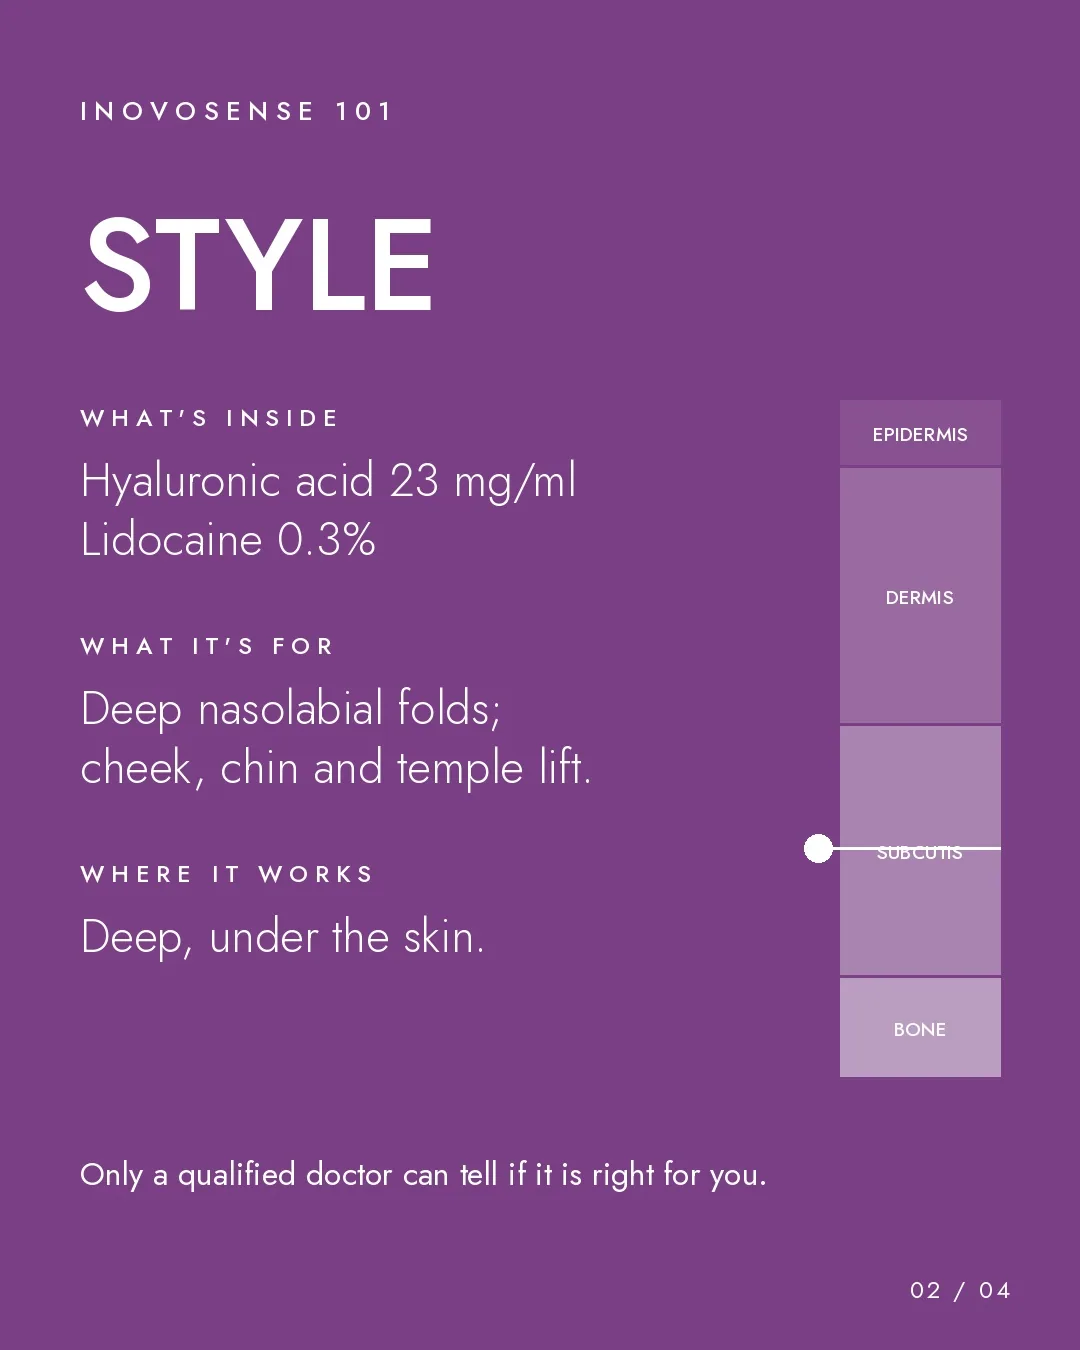 INOVOSENSE 101
STYLE
WHAT'S INSIDE
Hyaluronic acid 23 mg/ml
Lidocaine 0.3%
WHAT IT'S FOR
Deep nasolabial folds;
cheek, chin and temple lift.
WHERE IT WORKS
Deep, under the skin.
EPIDERMIS
DERMIS
SUBCUTIS
BONE
Only a qualified doctor can tell if it is right for you.
02 / 04